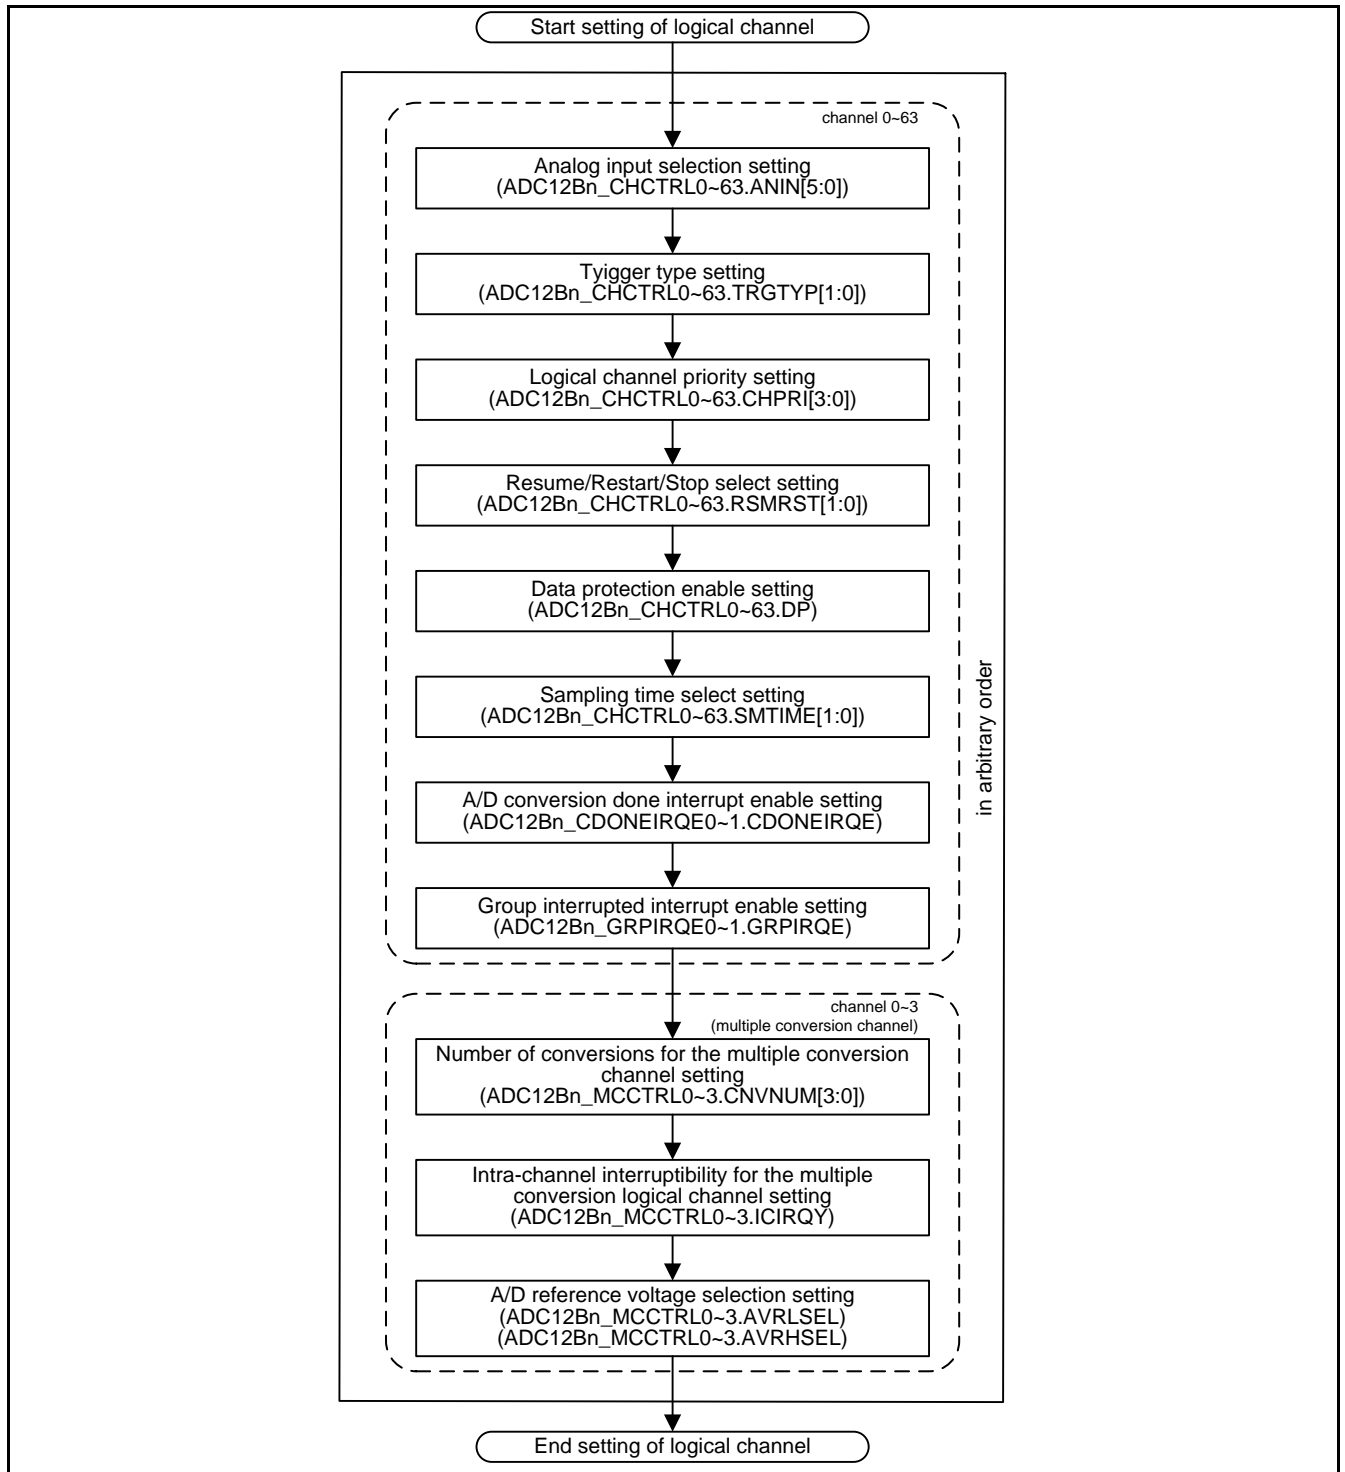 Start setting of logical channel
channel 0~63
Analog input selection setting
(ADC12Bn_CHCTRL0~63.ANIN[5:0])
Tyigger type setting
(ADC12Bn_CHCTRL0~63.TRGTYP[1:0])
Logical channel priority setting
(ADC12Bn_CHCTRL0~63.CHPRI[3:0])
Resume/Restart/Stop select setting
(ADC12Bn_CHCTRL0~63.RSMRST[1:0])
Data protection enable setting
(ADC12Bn_CHCTRL0~63.DP)
Sampling time select setting
(ADC12Bn_CHCTRL0~63.SMTIME[1:0])
A/D conversion done interrupt enable setting
(ADC12Bn_CDONEIRQE0~1.CDONEIRQE)
Group interrupted interrupt enable setting
(ADC12Bn_GRPIRQE0~1.GRPIRQE)
in arbitrary order
channel 0~3
(multiple conversion channel)
Number of conversions for the multiple conversion
channel setting
(ADC12Bn_MCCTRL0~3.CNVNUM[3:0])
Intra-channel interruptibility for the multiple
conversion logical channel setting
(ADC12Bn_MCCTRL0~3.ICIRQY)
A/D reference voltage selection setting
(ADC12Bn_MCCTRL0~3.AVRLSEL)
(ADC12Bn_MCCTRL0~3.AVRHSEL)
End setting of logical channel